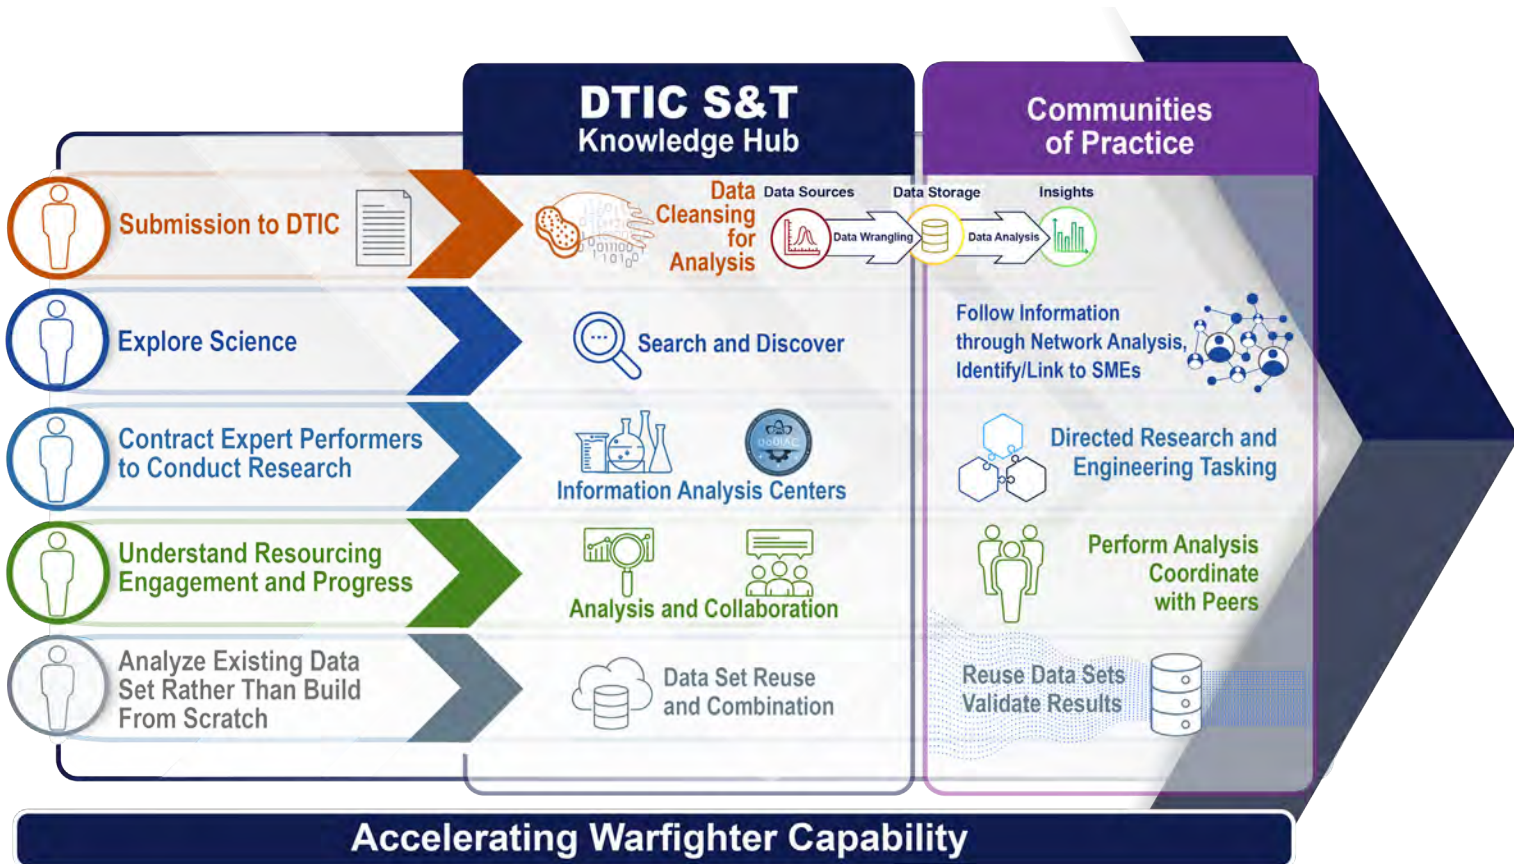 DTIC S&T
Knowledge Hub
Communities
of Practice
Submission to DTIC
Data
Cleansing
for
Analysis
Data Sources
Data Wrangling
Data Storage
Data Analysis
Insights
Explore Science
Search and Discover
Follow Information
through Network Analysis,
Identify/Link to SMEs
Contract Expert Performers
to Conduct Research
DoDIAC
Information Analysis Centers
Directed Research and
Engineering Tasking
Understand Resourcing
Engagement and Progress
Analysis and Collaboration
Perform Analysis
Coordinate
with Peers
Analyze Existing Data
Set Rather Than Build
From Scratch
Data Set Reuse
and Combination
Reuse Data Sets
Validate Results
Accelerating Warfighter Capability